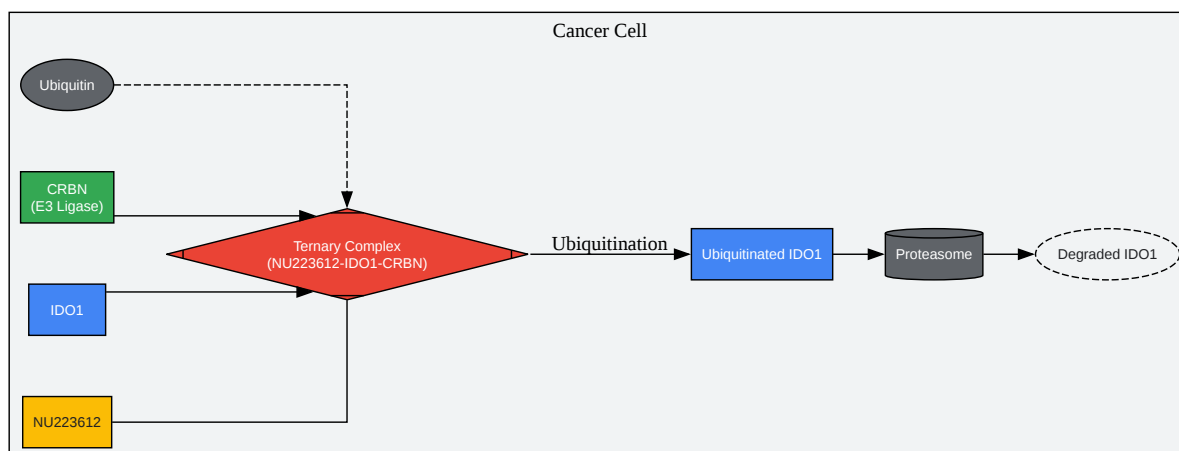 Cancer Cell
Ubiquitin
CRBN
(E3 Ligase)
Ternary Complex
(NU223612-IDO1-CRBN)
Ubiquitination
Ubiquitinated IDO1
Proteasome
Degraded IDO1
IDO1
NU223612